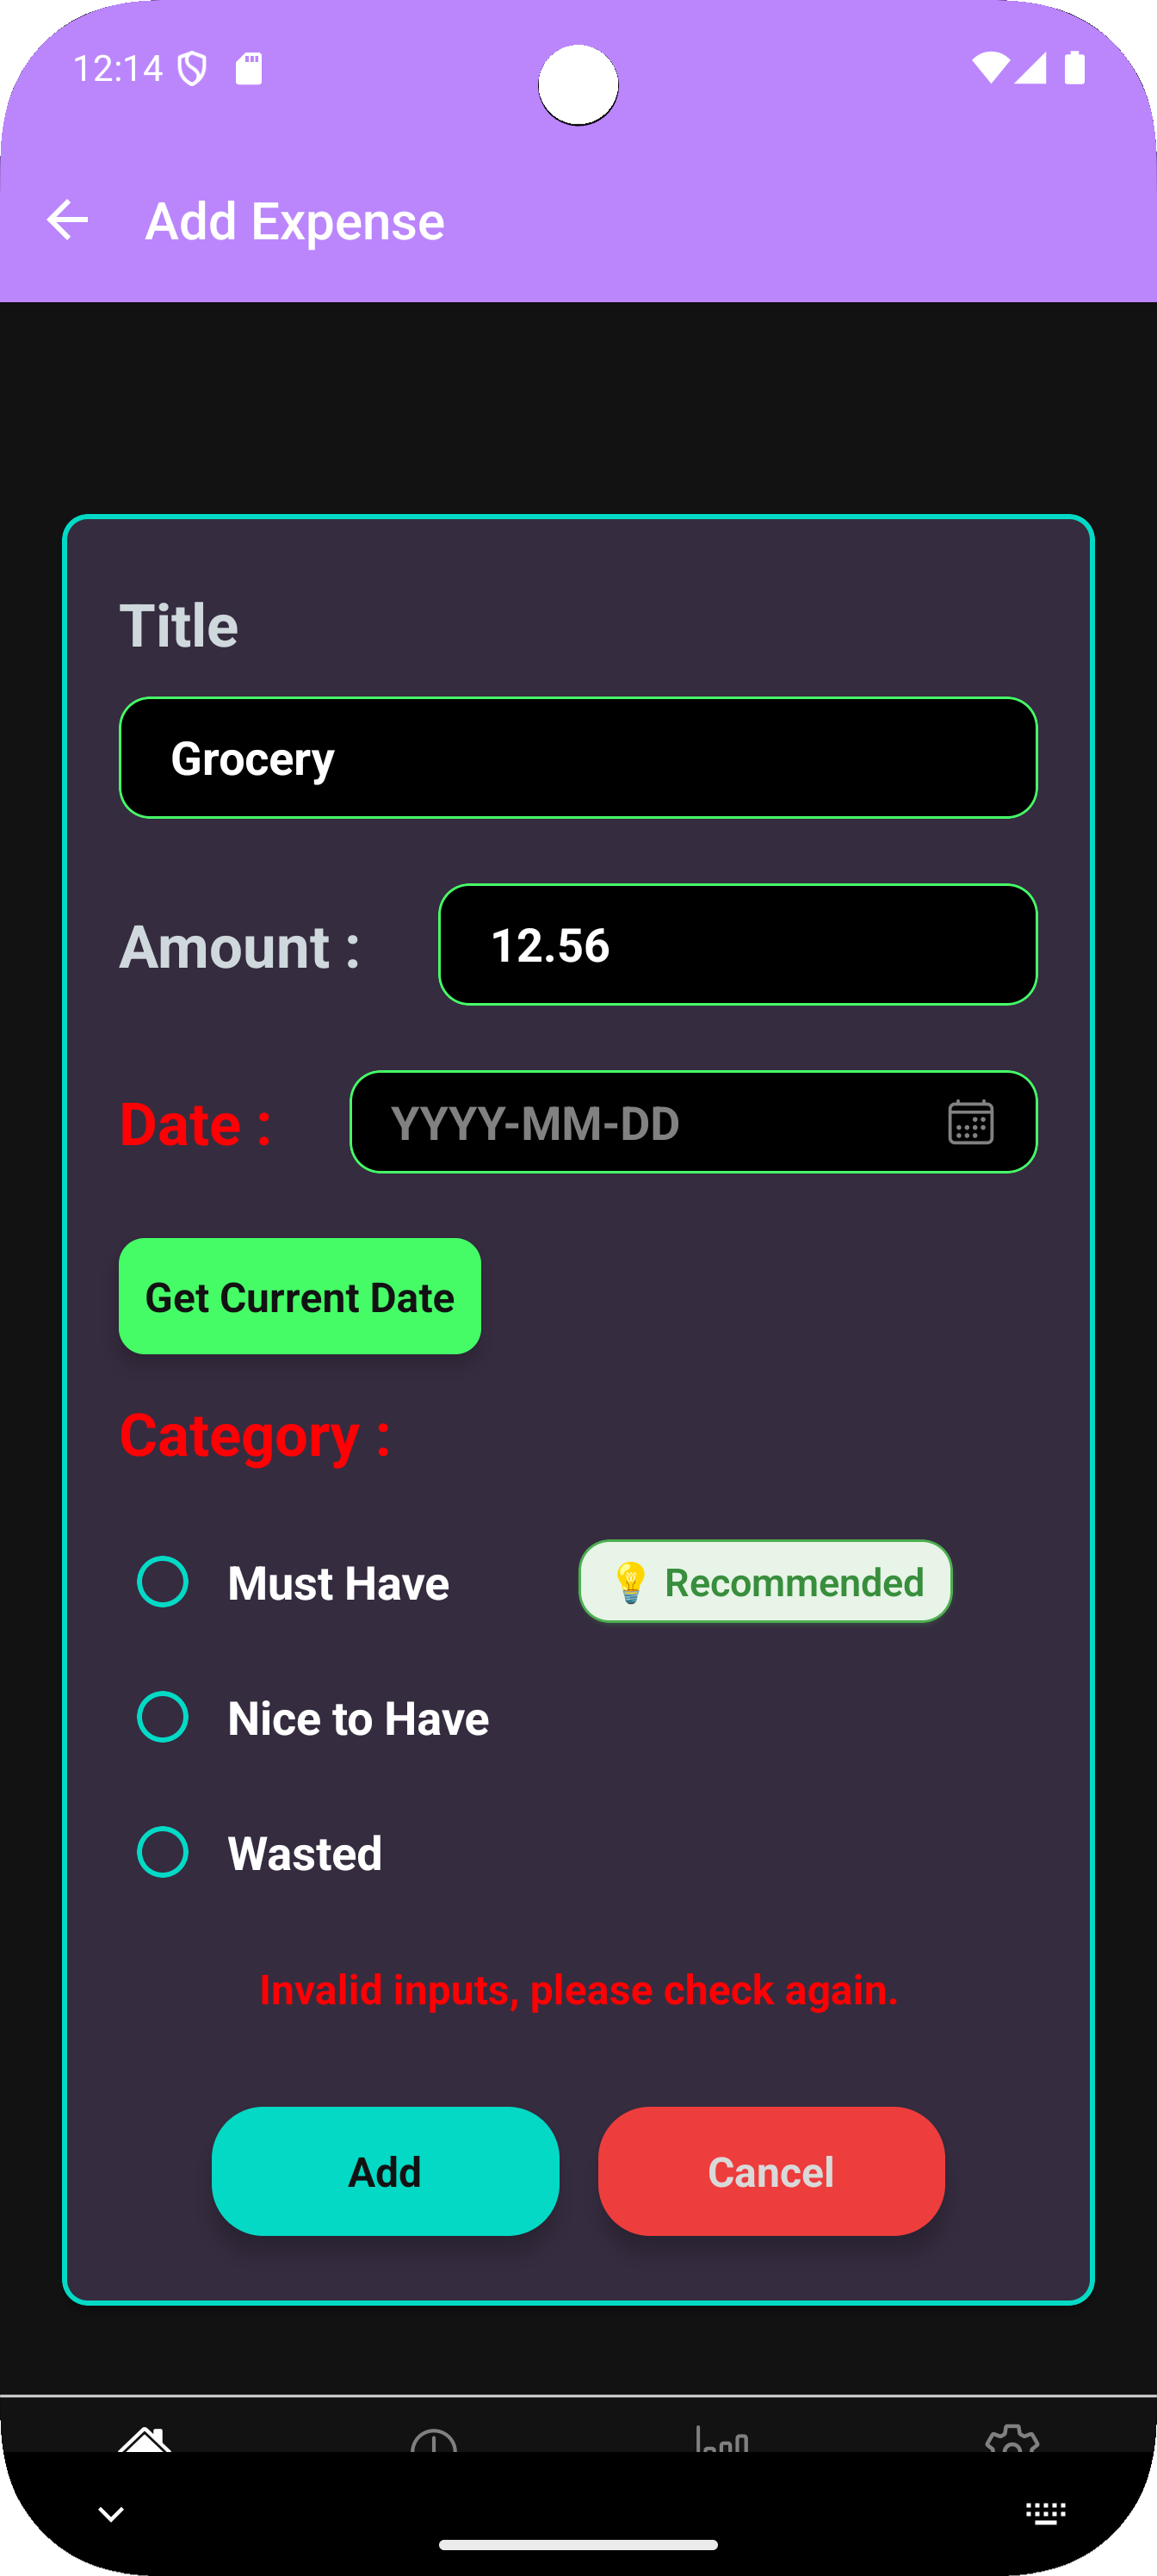 12:14
Add Expense
Title
Grocery
Amount :
12.56
Date :
YYYY-MM-DD
Get Current Date
Category :
Must Have
💡 Recommended
Nice to Have
Wasted
Invalid inputs, please check again.
Add
Cancel